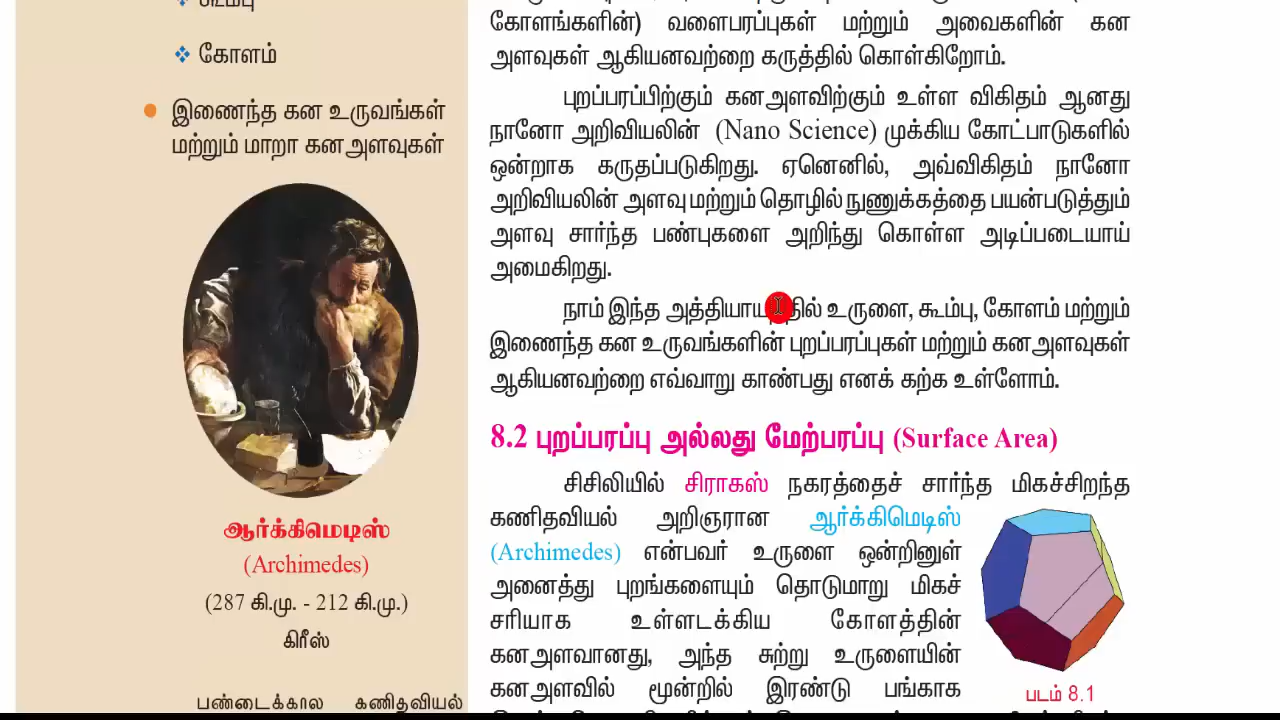 கூம்பு
கோளம்
இணைந்த கன உருவங்கள்
மற்றும் மாறா கனஅளவுகள்
ஆர்க்கிமெடிஸ்
(Archimedes)
(287 கி.மு. - 212 கி.மு.)
கிரீஸ்
பண்டைக்கால கணிதவியல்
கோளங்களின்) வளைபரப்புகள் மற்றும் அவைகளின் கன
அளவுகள் ஆகியனவற்றை கருத்தில் கொள்கிறோம்.
புறப்பரப்பிற்கும் கனஅளவிற்கும் உள்ள விகிதம் ஆனது
நானோ அறிவியலின் (Nano Science) முக்கிய கோட்பாடுகளில்
ஒன்றாக கருதப்படுகிறது. ஏனெனில், அவ்விகிதம் நானோ
அறிவியலின் அளவு மற்றும் தொழில் நுணுக்கத்தை பயன்படுத்தும்
அளவு சார்ந்த பண்புகளை அறிந்து கொள்ள அடிப்படையாய்
அமைகிறது.
நாம் இந்த அத்தியாயத்தில் உருளை, கூம்பு, கோளம் மற்றும்
இணைந்த கன உருவங்களின் புறப்பரப்புகள் மற்றும் கனஅளவுகள்
ஆகியனவற்றை எவ்வாறு காண்பது எனக் கற்க உள்ளோம்.
8.2 புறப்பரப்பு அல்லது மேற்பரப்பு (Surface Area)
சிசிலியில் சிராகஸ் நகரத்தைச் சார்ந்த மிகச்சிறந்த
கணிதவியல் அறிஞரான ஆர்க்கிமெடிஸ்
(Archimedes) என்பவர் உருளை ஒன்றினுள்
அனைத்து புறங்களையும் தொடுமாறு மிகச்
சரியாக உள்ளடக்கிய கோளத்தின்
கனஅளவானது, அந்த சுற்று உருளையின்
கனஅளவில் மூன்றில் இரண்டு பங்காக
படம் 8.1